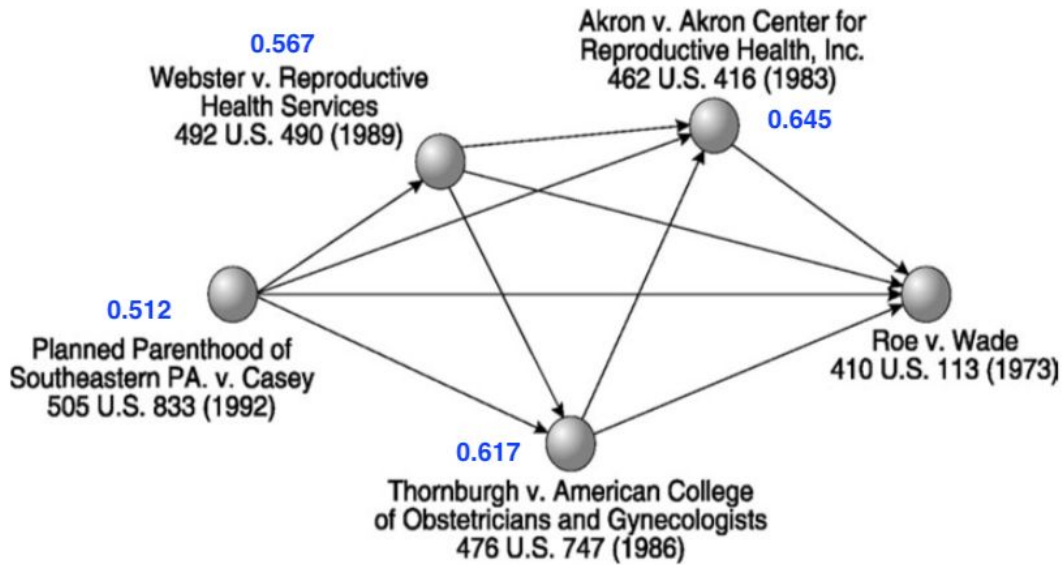 0.567
Webster v. Reproductive
Health Services
492 U.S. 490 (1989)
Akron v. Akron Center for
Reproductive Health, Inc.
462 U.S. 416 (1983)
0.645
0.512
Planned Parenthood of
Southeastern PA. v. Casey
505 U.S. 833 (1992)
Roe v. Wade
410 U.S. 113 (1973)
0.617
Thornburgh v. American College
of Obstetricians and Gynecologists
476 U.S. 747 (1986)